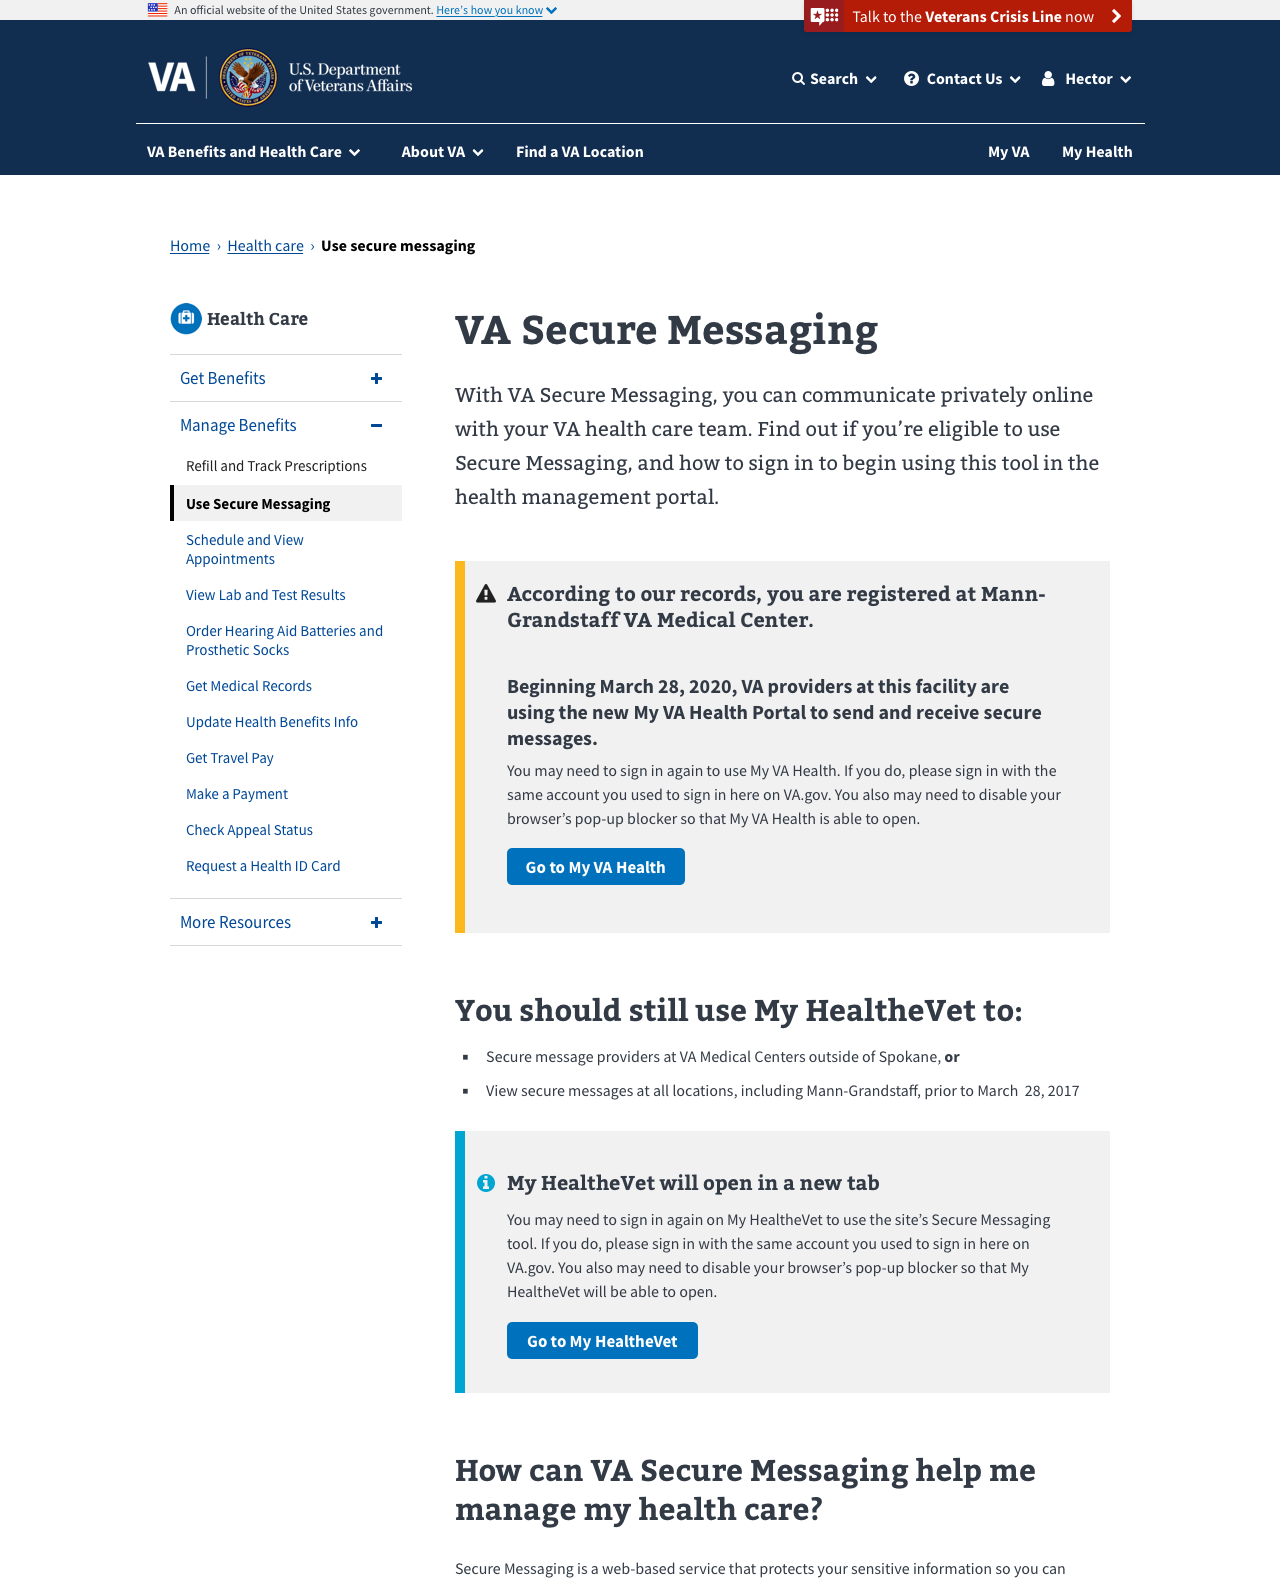 An official website of the United States government. Here's how you know
Talk to the Veterans Crisis Line now
VA
U.S. Department
of Veterans Affairs
Search
Contact Us
Hector
VA Benefits and Health Care
About VA
Find a VA Location
My VA
My Health
Home › Health care › Use secure messaging
Health Care
Get Benefits
Manage Benefits
Refill and Track Prescriptions
Use Secure Messaging
Schedule and View
Appointments
View Lab and Test Results
Order Hearing Aid Batteries and
Prosthetic Socks
Get Medical Records
Update Health Benefits Info
Get Travel Pay
Make a Payment
Check Appeal Status
Request a Health ID Card
More Resources
VA Secure Messaging
With VA Secure Messaging, you can communicate privately online
with your VA health care team. Find out if you’re eligible to use
Secure Messaging, and how to sign in to begin using this tool in the
health management portal.
According to our records, you are registered at Mann-
Grandstaff VA Medical Center.
Beginning March 28, 2020, VA providers at this facility are
using the new My VA Health Portal to send and receive secure
messages.
You may need to sign in again to use My VA Health. If you do, please sign in with the
same account you used to sign in here on VA.gov. You also may need to disable your
browser’s pop-up blocker so that My VA Health is able to open.
Go to My VA Health
You should still use My HealtheVet to:
▪ Secure message providers at VA Medical Centers outside of Spokane, or
▪ View secure messages at all locations, including Mann-Grandstaff, prior to March 28, 2017
My HealtheVet will open in a new tab
You may need to sign in again on My HealtheVet to use the site’s Secure Messaging
tool. If you do, please sign in with the same account you used to sign in here on
VA.gov. You also may need to disable your browser’s pop-up blocker so that My
HealtheVet will be able to open.
Go to My HealtheVet
How can VA Secure Messaging help me
manage my health care?
Secure Messaging is a web-based service that protects your sensitive information so you can